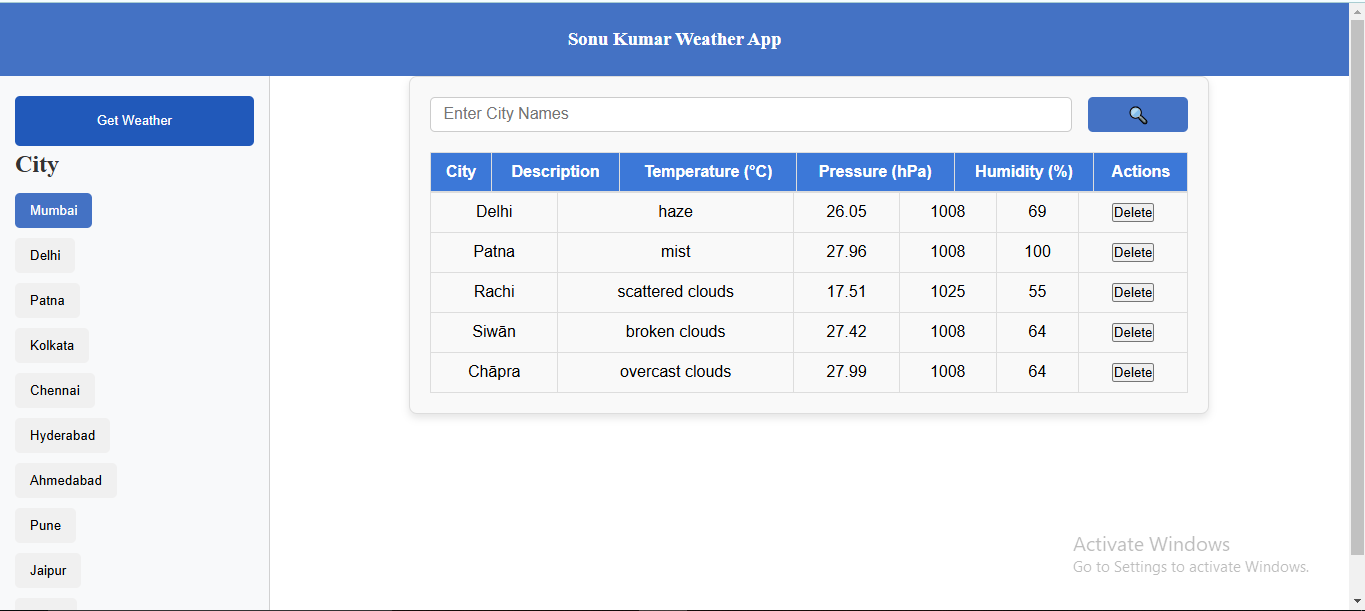 Sonu Kumar Weather App
Get Weather
City
Mumbai
Delhi
Patna
Kolkata
Chennai
Hyderabad
Ahmedabad
Pune
Jaipur
Enter City Names
City Description Temperature (°C) Pressure (hPa) Humidity (%) Actions
Delhi haze 26.05 1008 69 Delete
Patna mist 27.96 1008 100 Delete
Rachi scattered clouds 17.51 1025 55 Delete
Siwān broken clouds 27.42 1008 64 Delete
Chāpra overcast clouds 27.99 1008 64 Delete
Activate Windows
Go to Settings to activate Windows.